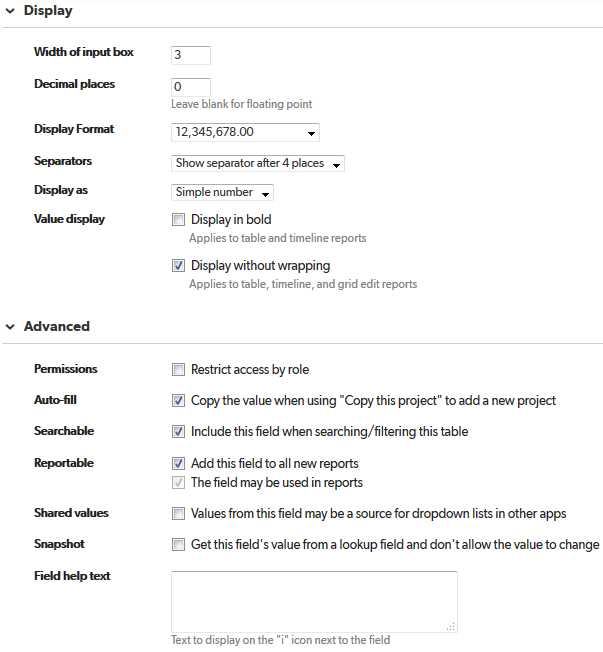 Display
Width of input box 3
Decimal places 0
Leave blank for floating point
Display Format 12,345,678.00
Separators Show separator after 4 places
Display as Simple number
Value display Display in bold
Applies to table and timeline reports
Display without wrapping
Applies to table, timeline, and grid edit reports
Advanced
Permissions Restrict access by role
Auto-fill Copy the value when using "Copy this project" to add a new project
Searchable Include this field when searching/filtering this table
Reportable Add this field to all new reports
The field may be used in reports
Shared values Values from this field may be a source for dropdown lists in other apps
Snapshot Get this field's value from a lookup field and don't allow the value to change
Field help text
Text to display on the "i" icon next to the field